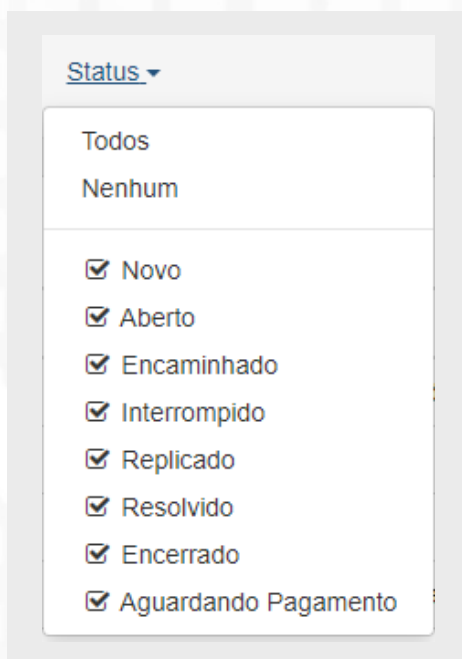 Status
Todos
Nenhum
Novo
Aberto
Encaminhado
Interrompido
Replicado
Resolvido
Encerrado
Aguardando Pagamento